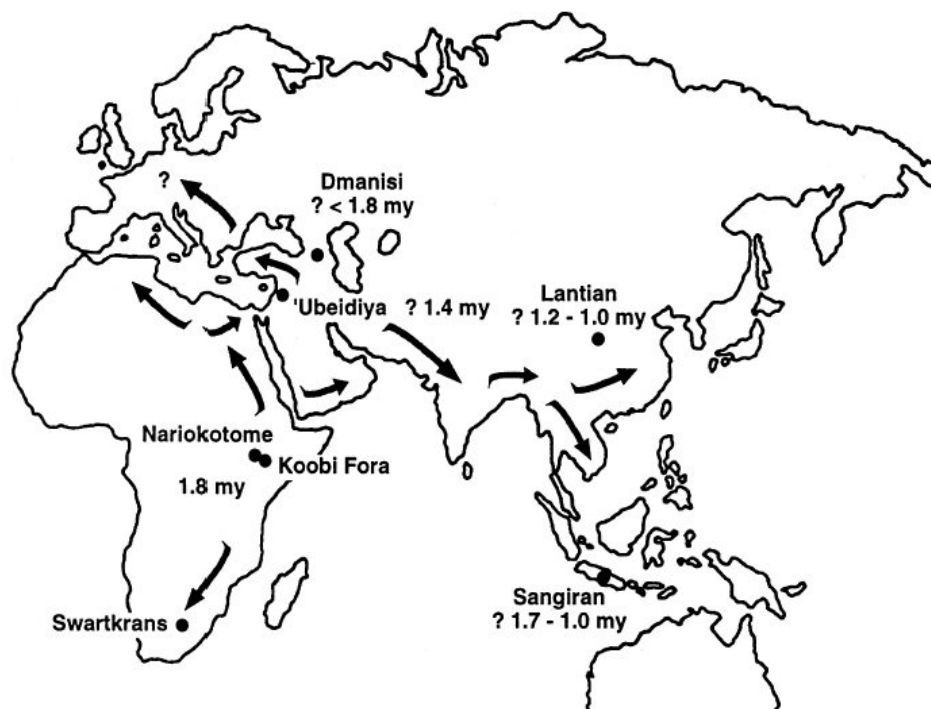 ?
Dmanisi
? < 1.8 my
'Ubeidiya ? 1.4 my
Lantian
? 1.2 - 1.0 my
Nariokotome
Koobi Fora
1.8 my
Swartkrans
Sangiran
? 1.7 - 1.0 my